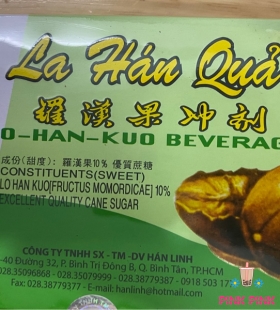 La Hán Quả
羅漢果冲剂
O-HAN-KUO BEVERAG
成份(甜度): 羅漢果10% 優質蔗糖
CONSTITUENTS(SWEET)
LO HAN KUO[FRUCTUS MOMORDICAE] 10%
EXCELLENT QUALITY CANE SUGAR
CÔNG TY TNHH SX - TM -DV HÁN LINH
40 Đường 32, P. Bình Trị Đông B, Q. Bình Tân, TP.HCM
028.35096868 - 028.35079999 - 028.38779387 - 0918 503 17
Fax: 028.38779377 - E-mail: hanlinh@hotmail.com
PINK PINK